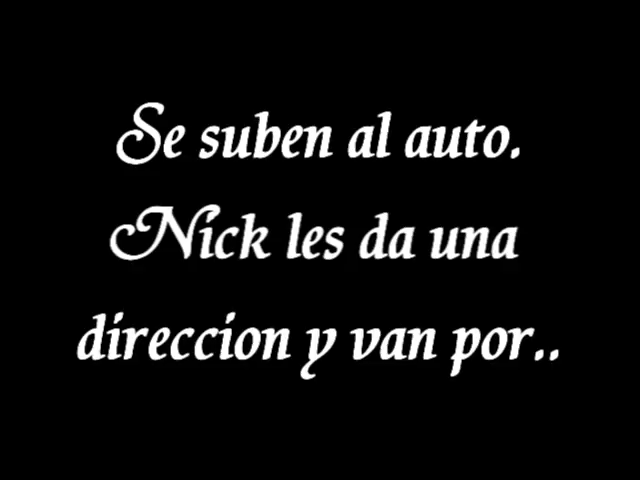 Se suben al auto.
Nick les da una
direccion y van por..